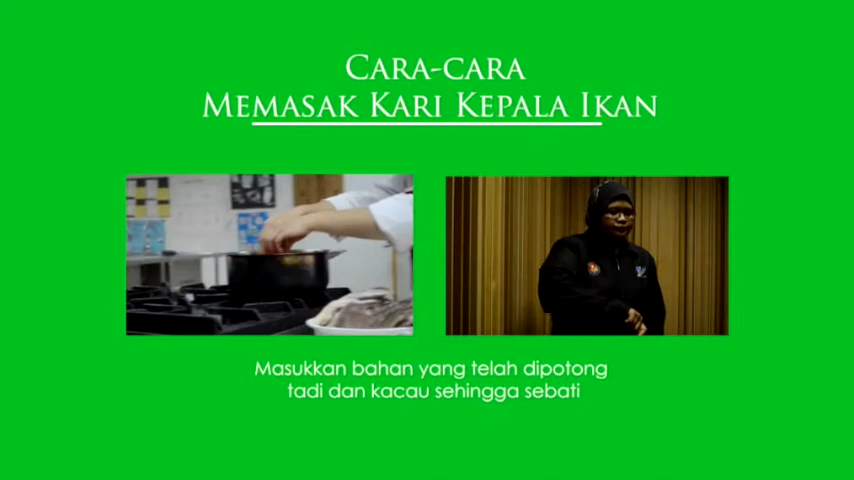 CARA-CARA
MEMASAK KARI KEPALA IKAN
Masukkan bahan yang telah dipotong
tadi dan kacau sehingga sebati